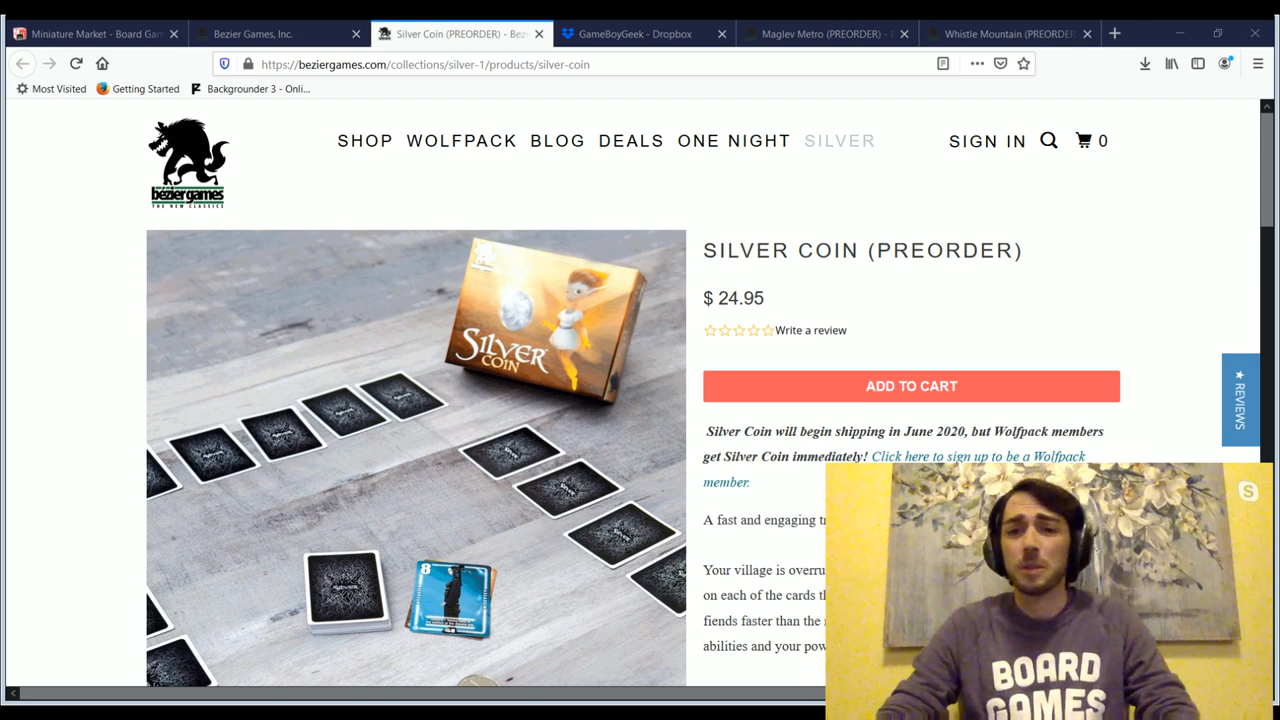 Miniature Market - Board Gam
Bezier Games, Inc.
Silver Coin (PREORDER) - Bezi
GameBoyGeek - Dropbox
Maglev Metro (PREORDER) - B
Whistle Mountain (PREORDER)
https://beziergames.com/collections/silver-1/products/silver-coin
Most Visited
Getting Started
Backgrounder 3 - Onli...
béziergames
THE NEW CLASSICS
SHOP WOLFPACK BLOG DEALS ONE NIGHT SILVER
SIGN IN
0
SILVER COIN (PREORDER)
$ 24.95
Write a review
ADD TO CART
★ REVIEWS
Silver Coin will begin shipping in June 2020, but Wolfpack members
get Silver Coin immediately! Click here to sign up to be a Wolfpack
member.
A fast and engaging tr
Your village is overru
on each of the cards th
fiends faster than the
abilities and your pow
SILVER
COIN
SILVER
8
BOARD
GAMES